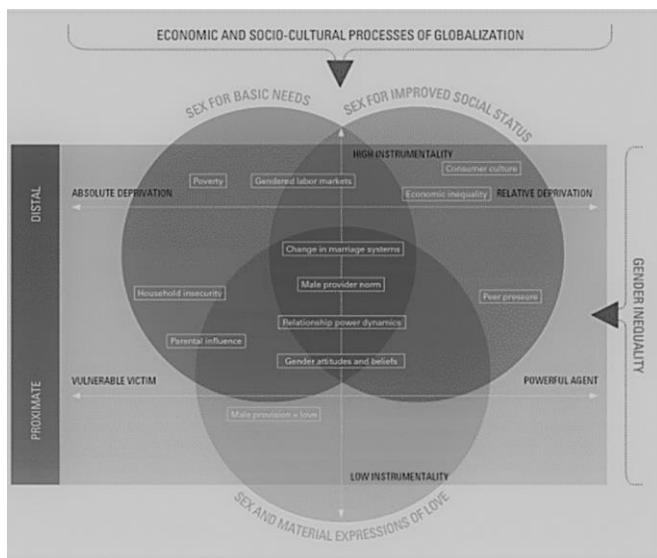 ECONOMIC AND SOCIO-CULTURAL PROCESSES OF GLOBALIZATION
SEX FOR BASIC NEEDS
SEX FOR IMPROVED SOCIAL STATUS
HIGH INSTRUMENTALITY
Consumer culture
Poverty
Gendered labor markets
ABSOLUTE DEPRIVATION
Economic inequality
RELATIVE DEPRIVATION
DISTAL
Change in marriage systems
Male provider norm
Household insecurity
Peer pressure
GENDER INEQUALITY
Relationship power dynamics
Parental influence
Gender attitudes and beliefs
VULNERABLE VICTIM
POWERFUL AGENT
PROXIMATE
Male provision = love
LOW INSTRUMENTALITY
SEX AND MATERIAL EXPRESSIONS OF LOVE